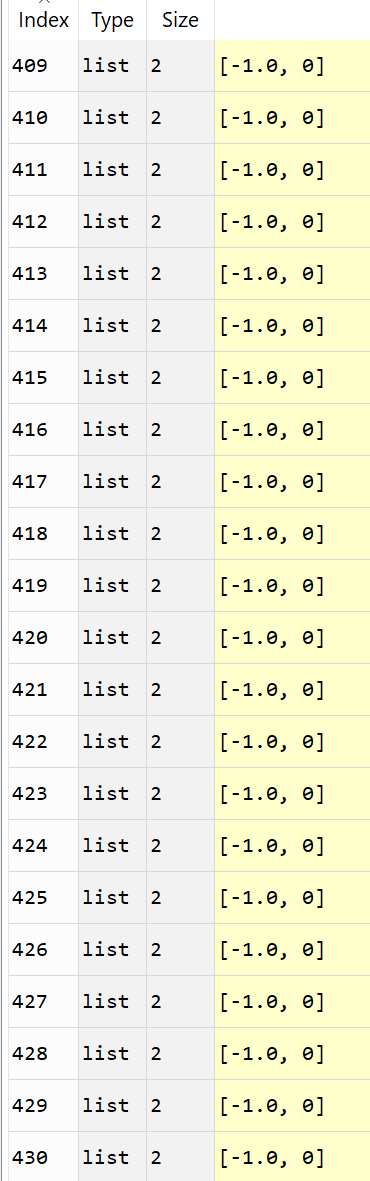 Index Type Size
409 list 2 [-1.0, 0]
410 list 2 [-1.0, 0]
411 list 2 [-1.0, 0]
412 list 2 [-1.0, 0]
413 list 2 [-1.0, 0]
414 list 2 [-1.0, 0]
415 list 2 [-1.0, 0]
416 list 2 [-1.0, 0]
417 list 2 [-1.0, 0]
418 list 2 [-1.0, 0]
419 list 2 [-1.0, 0]
420 list 2 [-1.0, 0]
421 list 2 [-1.0, 0]
422 list 2 [-1.0, 0]
423 list 2 [-1.0, 0]
424 list 2 [-1.0, 0]
425 list 2 [-1.0, 0]
426 list 2 [-1.0, 0]
427 list 2 [-1.0, 0]
428 list 2 [-1.0, 0]
429 list 2 [-1.0, 0]
430 list 2 [-1.0, 0]